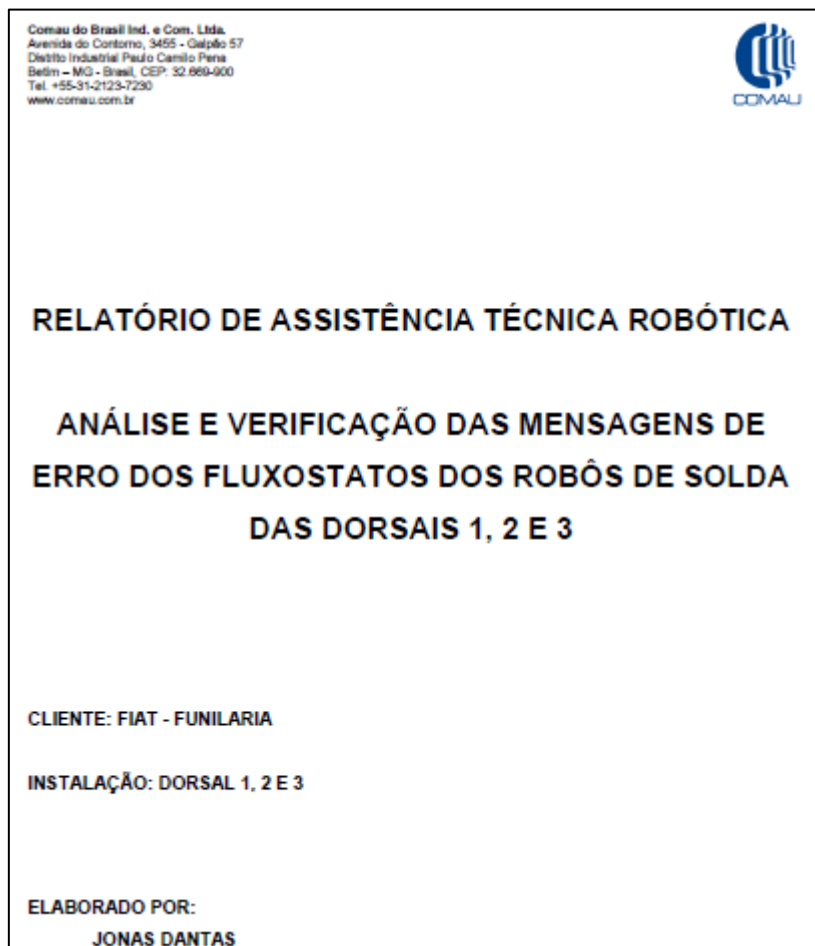 Comau do Brasil Ind. e Com. Ltda.
Avenida do Contorno, 3455 - Galpão 57
Distito Industrial Paulo Camilo Pena
Betim – MG - Brasil, CEP: 32.669-900
Tel. +55-31-2123-7230
www.comau.com.br
COMAU
RELATÓRIO DE ASSISTÊNCIA TÉCNICA ROBÓTICA
ANÁLISE E VERIFICAÇÃO DAS MENSAGENS DE
ERRO DOS FLUXOSTATOS DOS ROBÔS DE SOLDA
DAS DORSAIS 1, 2 E 3
CLIENTE: FIAT - FUNILARIA
INSTALAÇÃO: DORSAL 1, 2 E 3
ELABORADO POR:
JONAS DANTAS